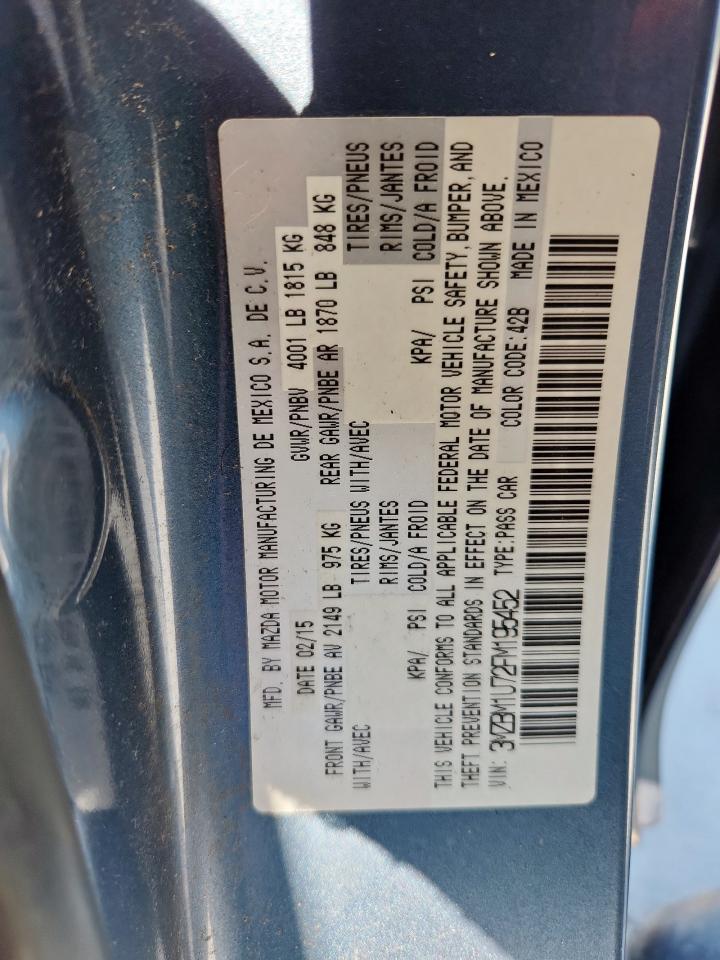 MFD. BY MAZDA MOTOR MANUFACTURING DE MEXICO S.A. DE C.V.
DATE 02/15 GVWR/PNBV 4001 LB 1815 KG
FRONT GAWR/PNBE AV 2149 LB 975 KG REAR GAWR/PNBE AR 1870 LB 848 KG
WITH/AVEC TIRES/PNEUS WITH/AVEC TIRES/PNEUS
RIMS/JANTES RIMS/JANTES
KPA/ PSI COLD/A FROID KPA/ PSI COLD/A FROID
THIS VEHICLE CONFORMS TO ALL APPLICABLE FEDERAL MOTOR VEHICLE SAFETY, BUMPER, AND
THEFT PREVENTION STANDARDS IN EFFECT ON THE DATE OF MANUFACTURE SHOWN ABOVE.
VIN: 3MZBM1U72FM195452 TYPE:PASS CAR COLOR CODE:42B MADE IN MEXICO